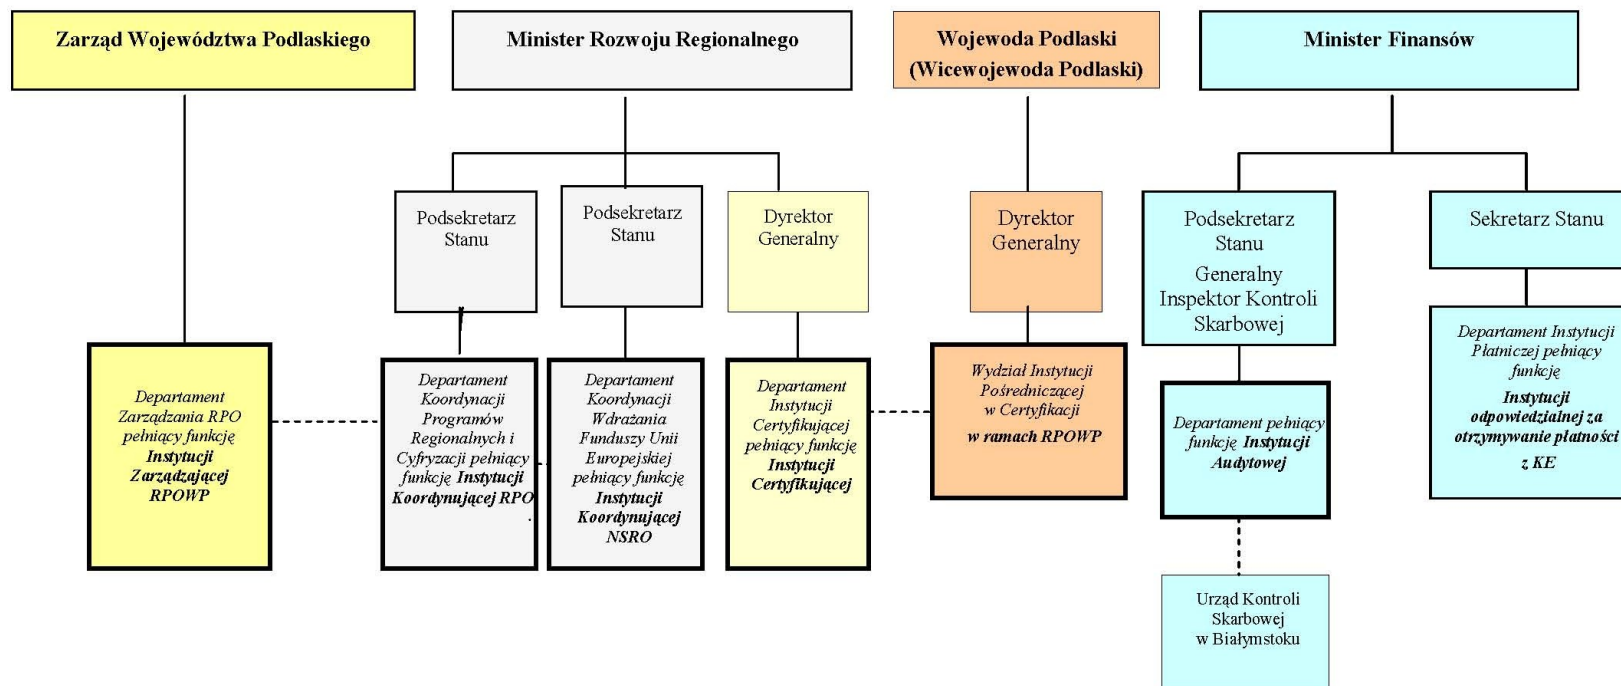 Zarząd Województwa Podlaskiego
Minister Rozwoju Regionalnego
Wojewoda Podlaski
(Wicewojewoda Podlaski)
Minister Finansów
Podsekretarz
Stanu
Podsekretarz
Stanu
Dyrektor
Generalny
Dyrektor
Generalny
Podsekretarz
Stanu
Generalny
Inspektor Kontroli
Skarbowej
Sekretarz Stanu
Departament
Zarządzania RPO
pełniący funkcję
Instytucji
Zarządzającej
RPOWP
Departament
Koordynacji
Programów
Regionalnych i
Cyfryzacji pełniący
funkcję Instytucji
Koordynującej RPO
.
Departament
Koordynacji
Wdrażania
Funduszy Unii
Europejskiej
pełniący funkcję
Instytucji
Koordynującej
NSRO
Departament
Instytucji
Certyfikującej
pełniący funkcję
Instytucji
Certyfikującej
Wydział Instytucji
Pośredniczącej
w Certyfikacji
w ramach RPOWP
Departament pełniący
funkcję Instytucji
Audytowej
Departament Instytucji
Płatniczej pełniący
funkcję
Instytucji
odpowiedzialnej za
otrzymywanie płatności
z KE
Urząd Kontroli
Skarbowej
w Białymstoku